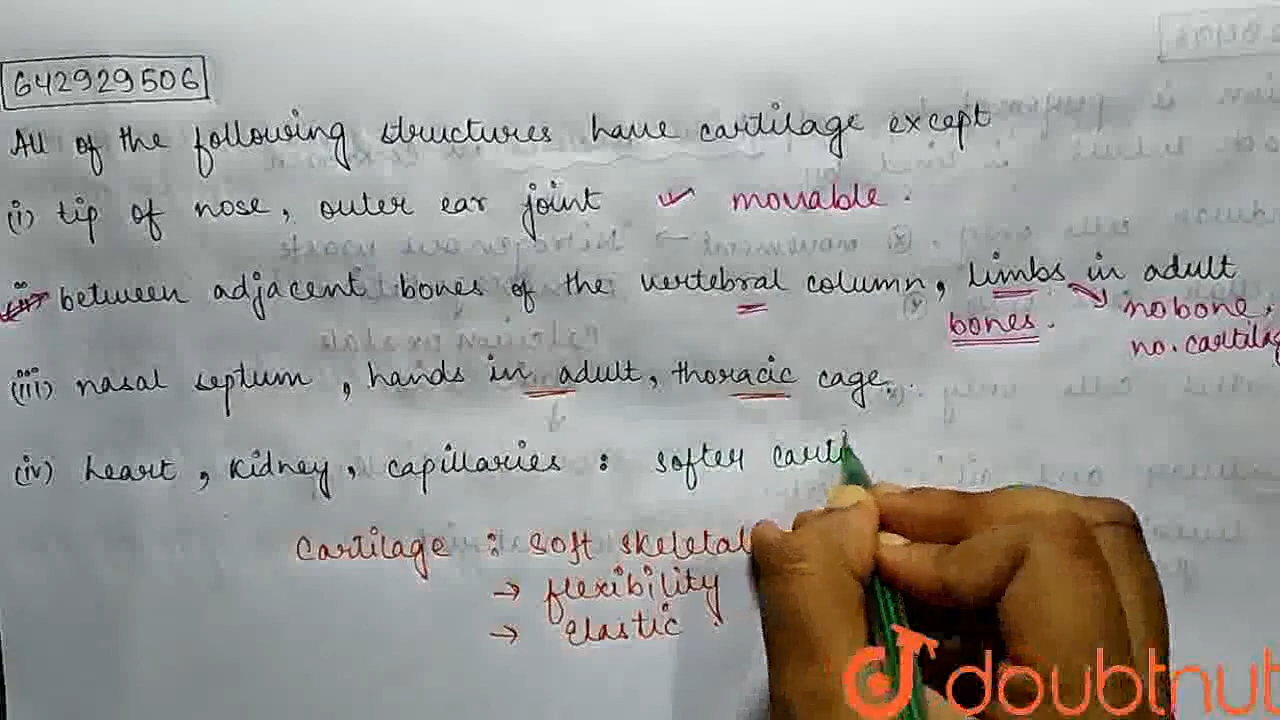 642929506
All of the following structures have cartilage except
(i) tip of nose, outer ear joint movable.
(ii) between adjacent bones of the vertebral column, limbs in adult
bones. no bone,
no. cartilag
(iii) nasal septum, hands in adult, thoracic cage.
(iv) heart, kidney, capillaries : softer carti
Cartilage : soft skeletal
→ flexibility
→ elastic
doubtnut